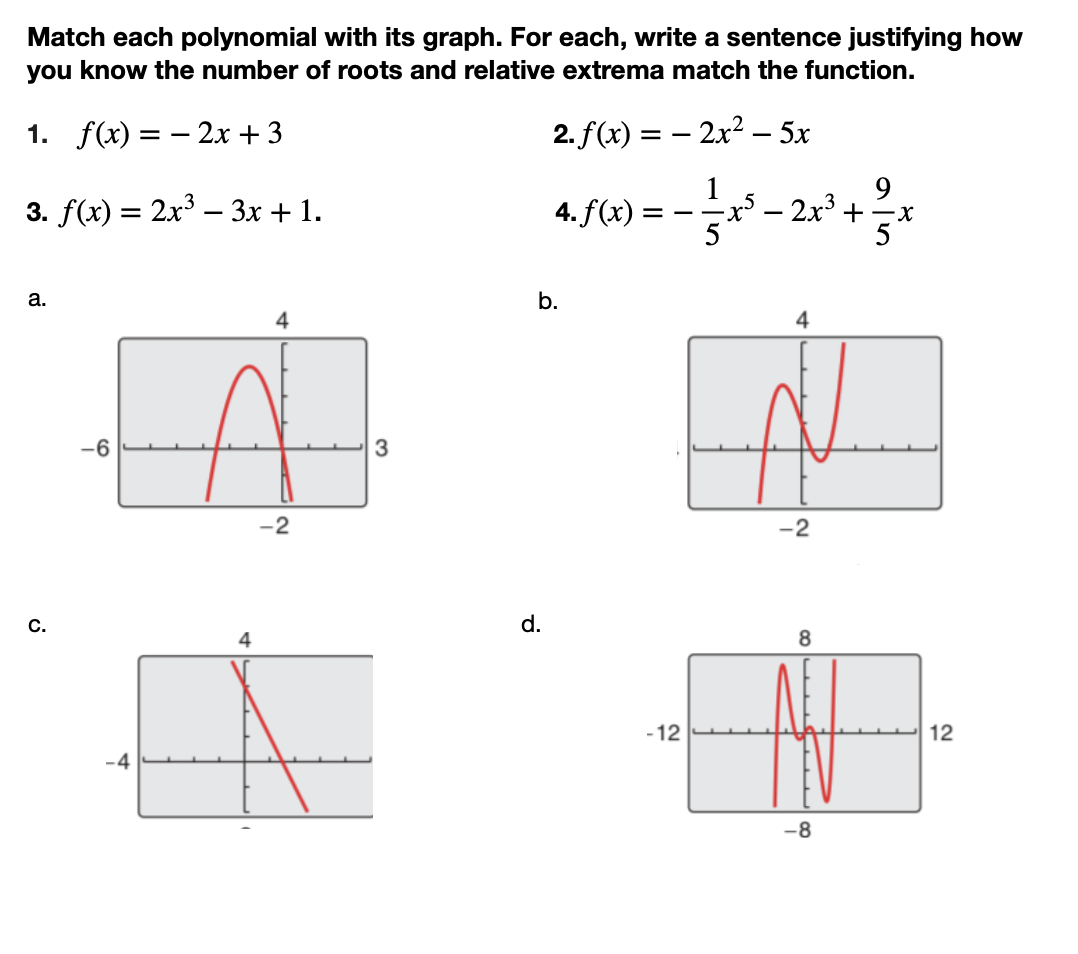 Match each polynomial with its graph. For each, write a sentence justifying how
you know the number of roots and relative extrema match the function.
1. f(x) = − 2x + 3
2. f(x) = − 2x² − 5x
3. f(x) = 2x³ − 3x + 1.
4. f(x) = − 1/5 x⁵ − 2x³ + 9/5 x
a.
4
−6
3
−2
b.
4
−2
c.
4
−4
d.
8
-12
12
−8